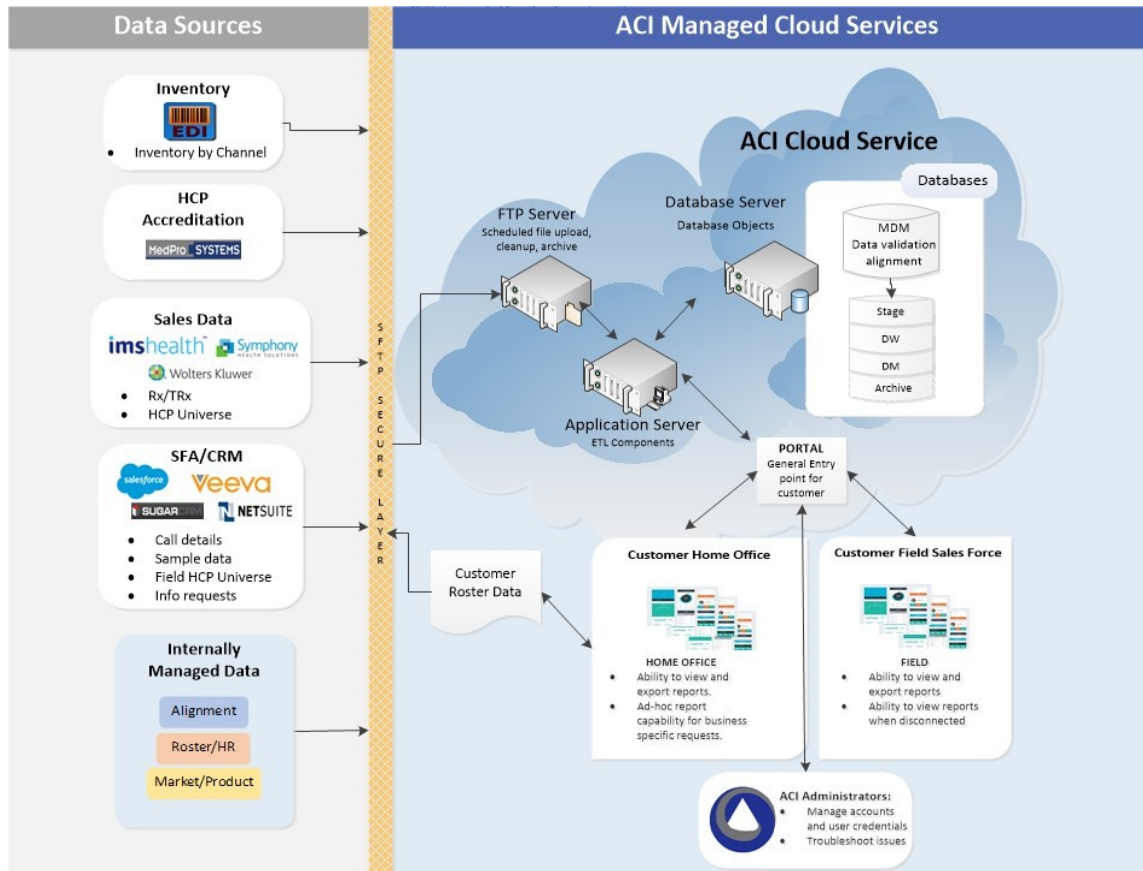 Data Sources
ACI Managed Cloud Services
Inventory
EDI
• Inventory by Channel
HCP
Accreditation
MedPro SYSTEMS
Sales Data
imshealth™
Symphony
HEALTH SOLUTIONS
Wolters Kluwer
• Rx/TRx
• HCP Universe
SFA/CRM
salesforce
veeva
SUGARCRM
NETSUITE
• Call details
• Sample data
• Field HCP Universe
• Info requests
Internally
Managed Data
Alignment
Roster/HR
Market/Product
SFTP SECURE LAYER
ACI Cloud Service
FTP Server
Scheduled file upload,
cleanup, archive
Database Server
Database Objects
Databases
MDM
Data validation
alignment
Stage
DW
DM
Archive
Application Server
ETL Components
PORTAL
General Entry
point for
customer
Customer
Roster Data
Customer Home Office
HOME OFFICE
• Ability to view and
export reports.
• Ad-hoc report
capability for business
specific requests.
Customer Field Sales Force
FIELD
• Ability to view and
export reports
• Ability to view reports
when disconnected
ACI Administrators:
• Manage accounts
and user credentials
• Troubleshoot issues